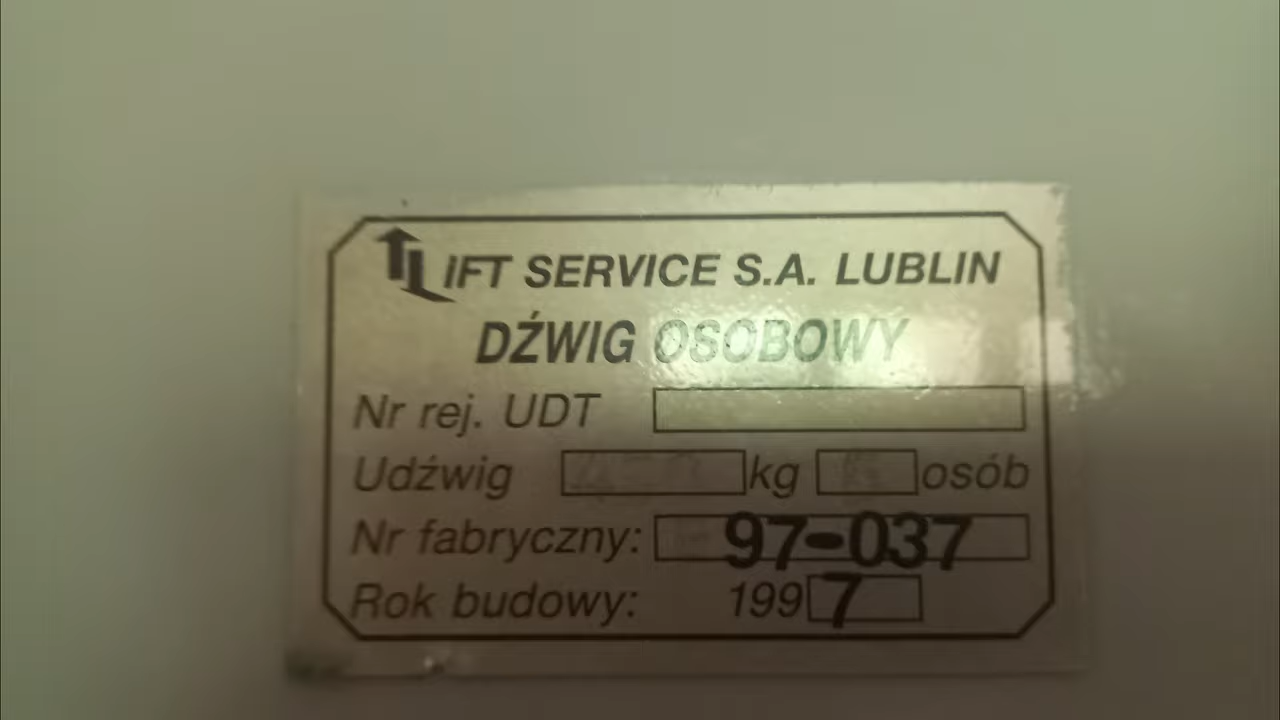 LIFT SERVICE S.A. LUBLIN
DŹWIG OSOBOWY
Nr rej. UDT
Udźwig kg osób
Nr fabryczny: 97-037
Rok budowy: 1997